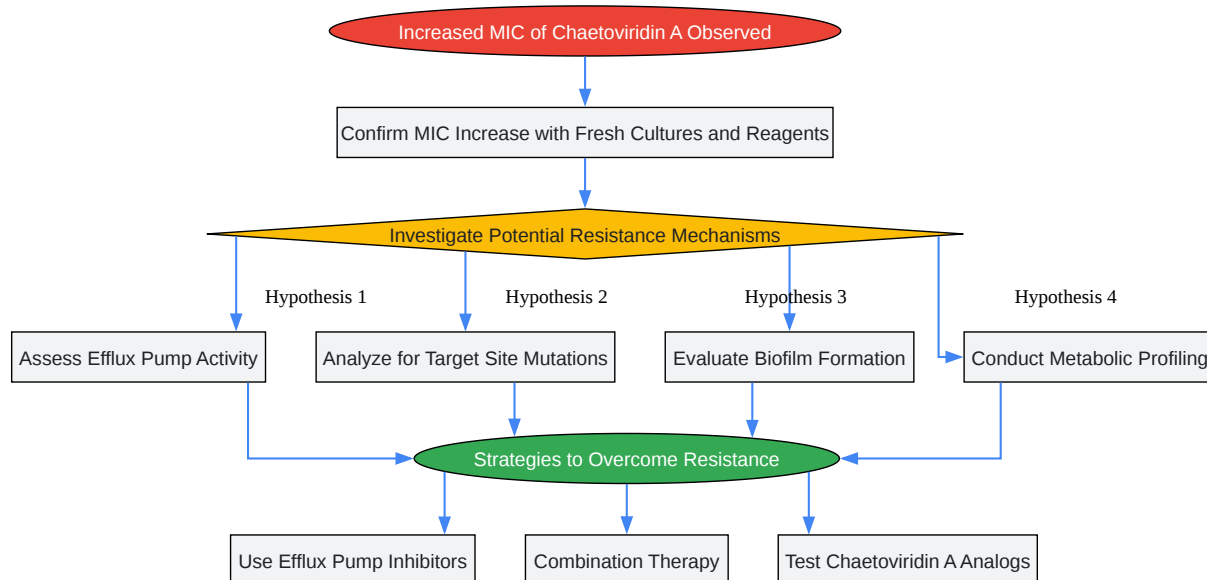 Increased MIC of Chaetoviridin A Observed
Confirm MIC Increase with Fresh Cultures and Reagents
Investigate Potential Resistance Mechanisms
Hypothesis 1
Hypothesis 2
Hypothesis 3
Hypothesis 4
Assess Efflux Pump Activity
Analyze for Target Site Mutations
Evaluate Biofilm Formation
Conduct Metabolic Profiling
Strategies to Overcome Resistance
Use Efflux Pump Inhibitors
Combination Therapy
Test Chaetoviridin A Analogs